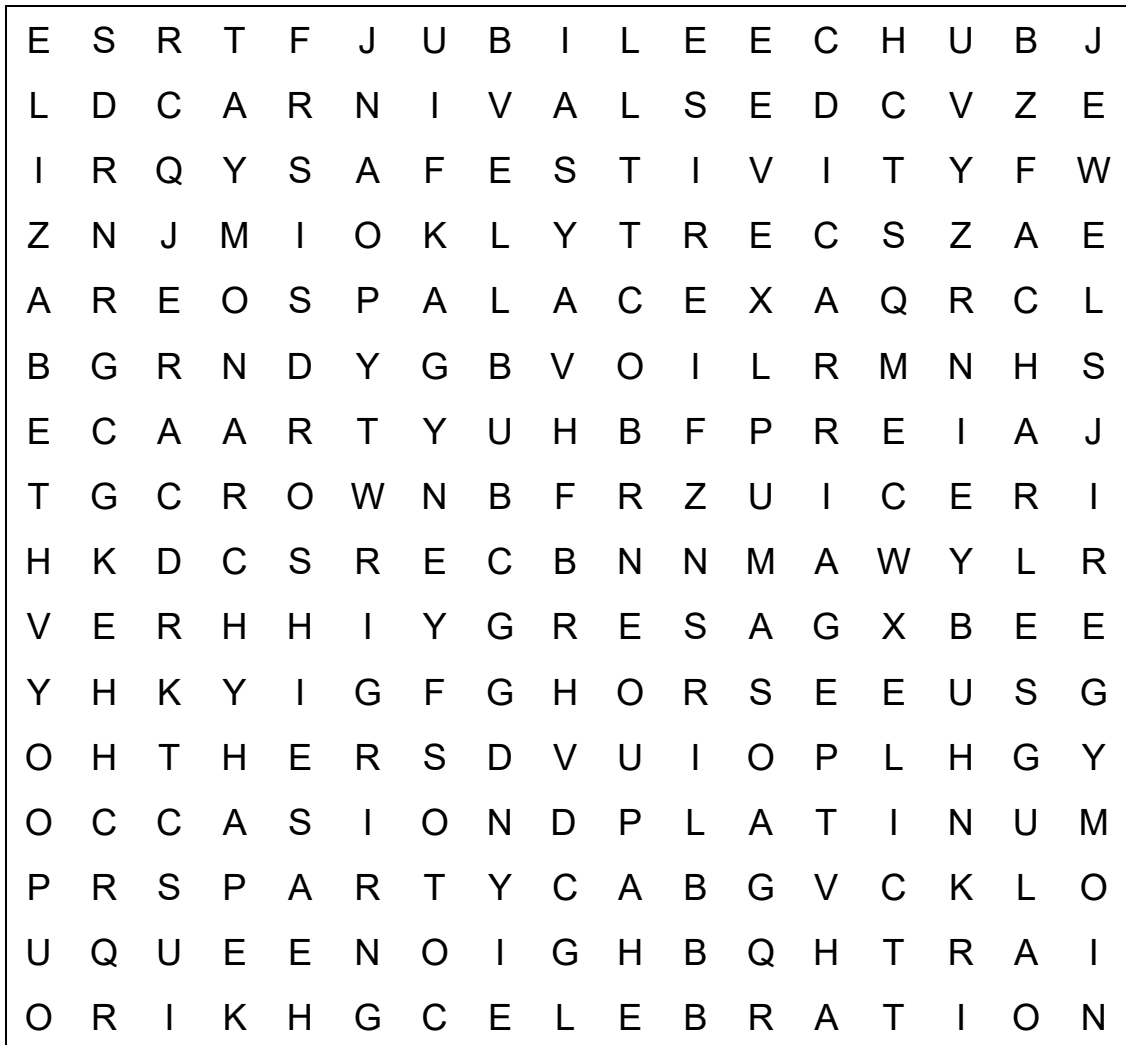 E S R T F J U B I L E E C H U B J
L D C A R N I V A L S E D C V Z E
I R Q Y S A F E S T I V I T Y F W
Z N J M I O K L Y T R E C S Z A E
A R E O S P A L A C E X A Q R C L
B G R N D Y G B V O I L R M N H S
E C A A R T Y U H B F P R E I A J
T G C R O W N B F R Z U I C E R I
H K D C S R E C B N N M A W Y L R
V E R H H I Y G R E S A G X B E E
Y H K Y I G F G H O R S E E U S G
O H T H E R S D V U I O P L H G Y
O C C A S I O N D P L A T I N U M
P R S P A R T Y C A B G V C K L O
U Q U E E N O I G H B Q H T R A I
O R I K H G C E L E B R A T I O N